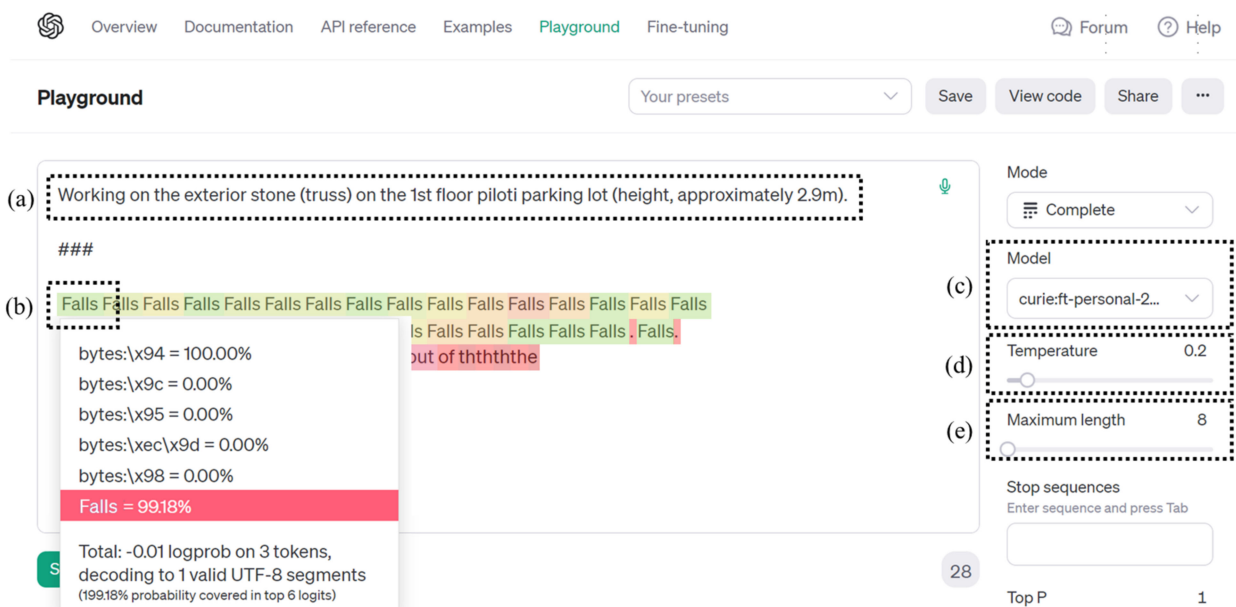 Overview Documentation API reference Examples Playground Fine-tuning Forum Help
Playground Your presets Save View code Share ...
Mode
(a) Working on the exterior stone (truss) on the 1st floor piloti parking lot (height, approximately 2.9m).
Complete
###
Model
(b) Falls Falls Falls Falls Falls Falls Falls Falls Falls Falls Falls Falls Falls Falls Falls Falls
(c) curie:ft-personal-2...
ls Falls Falls Falls Falls Falls . Falls.
out of thththththe
bytes:\x94 = 100.00%
bytes:\x9c = 0.00%
bytes:\x95 = 0.00%
bytes:\xec\x9d = 0.00%
bytes:\x98 = 0.00%
Falls = 99.18%
Total: -0.01 logprob on 3 tokens,
decoding to 1 valid UTF-8 segments
(199.18% probability covered in top 6 logits)
S
28
(d) Temperature 0.2
(e) Maximum length 8
Stop sequences
Enter sequence and press Tab
Top P 1